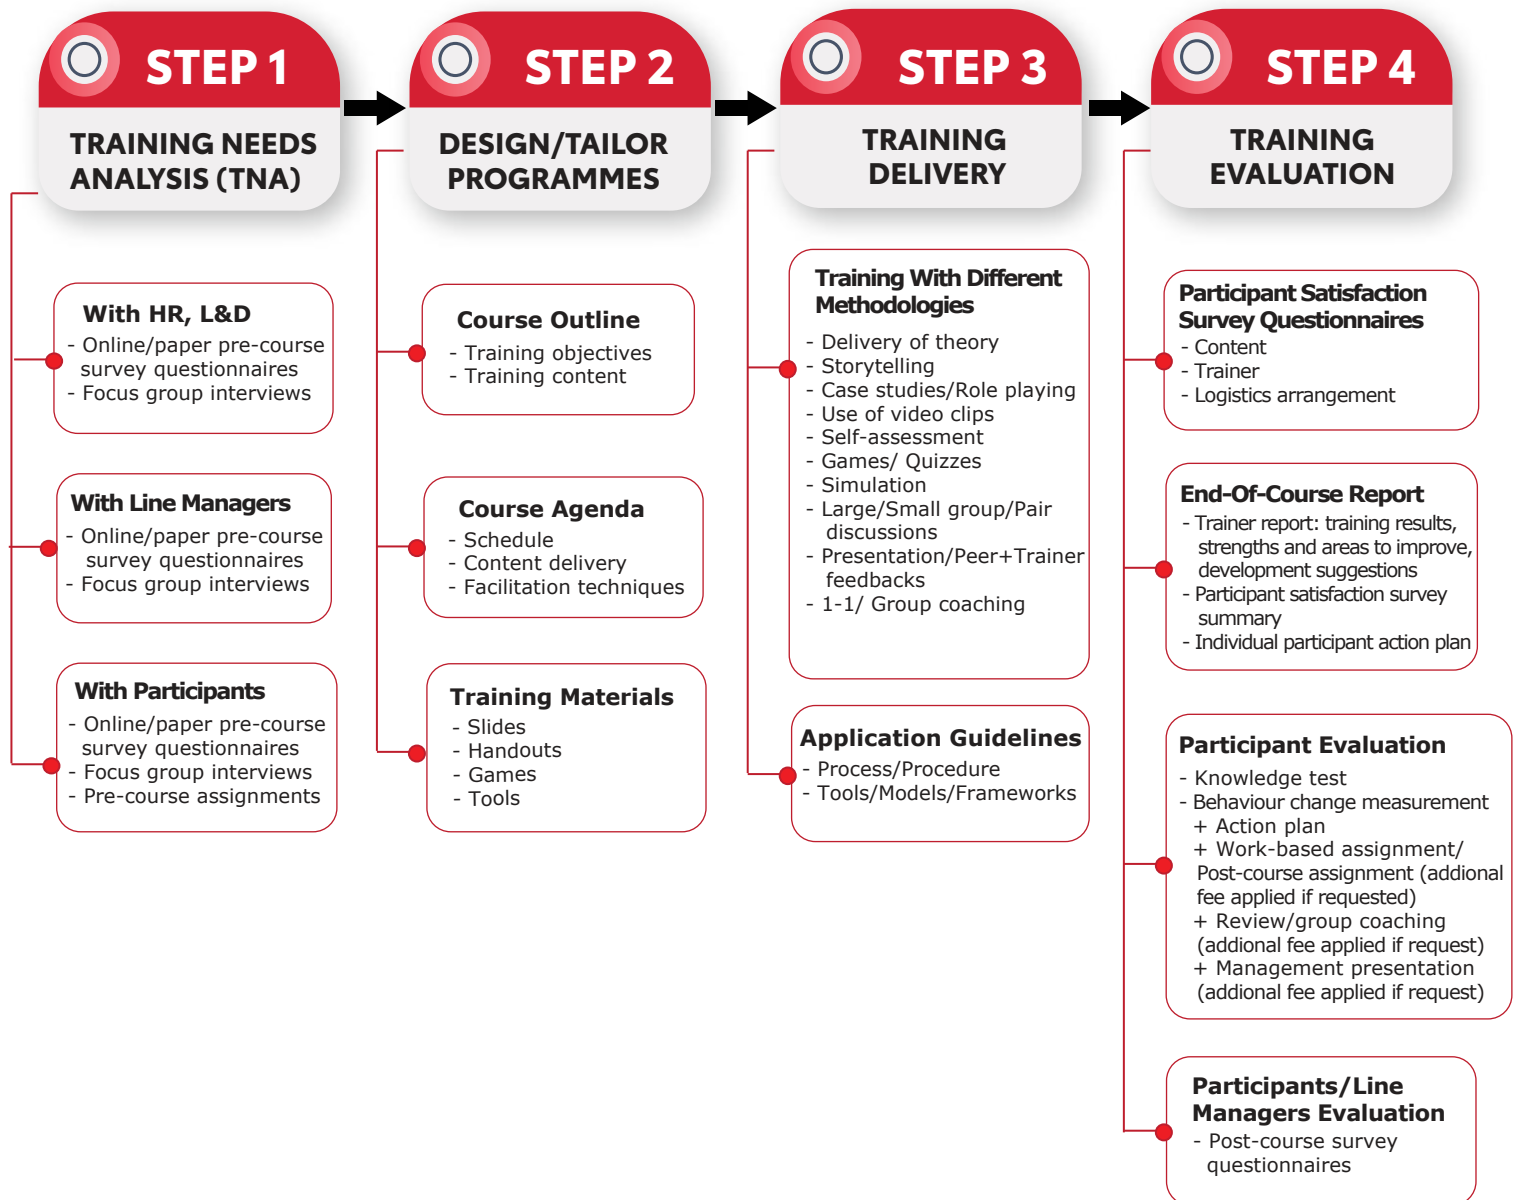 STEP 1
TRAINING NEEDS
ANALYSIS (TNA)
With HR, L&D
- Online/paper pre-course
survey questionnaires
- Focus group interviews
With Line Managers
- Online/paper pre-course
survey questionnaires
- Focus group interviews
With Participants
- Online/paper pre-course
survey questionnaires
- Focus group interviews
- Pre-course assignments
STEP 2
DESIGN/TAILOR
PROGRAMMES
Course Outline
- Training objectives
- Training content
Course Agenda
- Schedule
- Content delivery
- Facilitation techniques
Training Materials
- Slides
- Handouts
- Games
- Tools
STEP 3
TRAINING
DELIVERY
Training With Different
Methodologies
- Delivery of theory
- Storytelling
- Case studies/Role playing
- Use of video clips
- Self-assessment
- Games/ Quizzes
- Simulation
- Large/Small group/Pair
discussions
- Presentation/Peer+Trainer
feedbacks
- 1-1/ Group coaching
Application Guidelines
- Process/Procedure
- Tools/Models/Frameworks
STEP 4
TRAINING
EVALUATION
Participant Satisfaction
Survey Questionnaires
- Content
- Trainer
- Logistics arrangement
End-Of-Course Report
- Trainer report: training results,
strengths and areas to improve,
development suggestions
- Participant satisfaction survey
summary
- Individual participant action plan
Participant Evaluation
- Knowledge test
- Behaviour change measurement
+ Action plan
+ Work-based assignment/
Post-course assignment (addional
fee applied if requested)
+ Review/group coaching
(addional fee applied if request)
+ Management presentation
(addional fee applied if request)
Participants/Line
Managers Evaluation
- Post-course survey
questionnaires